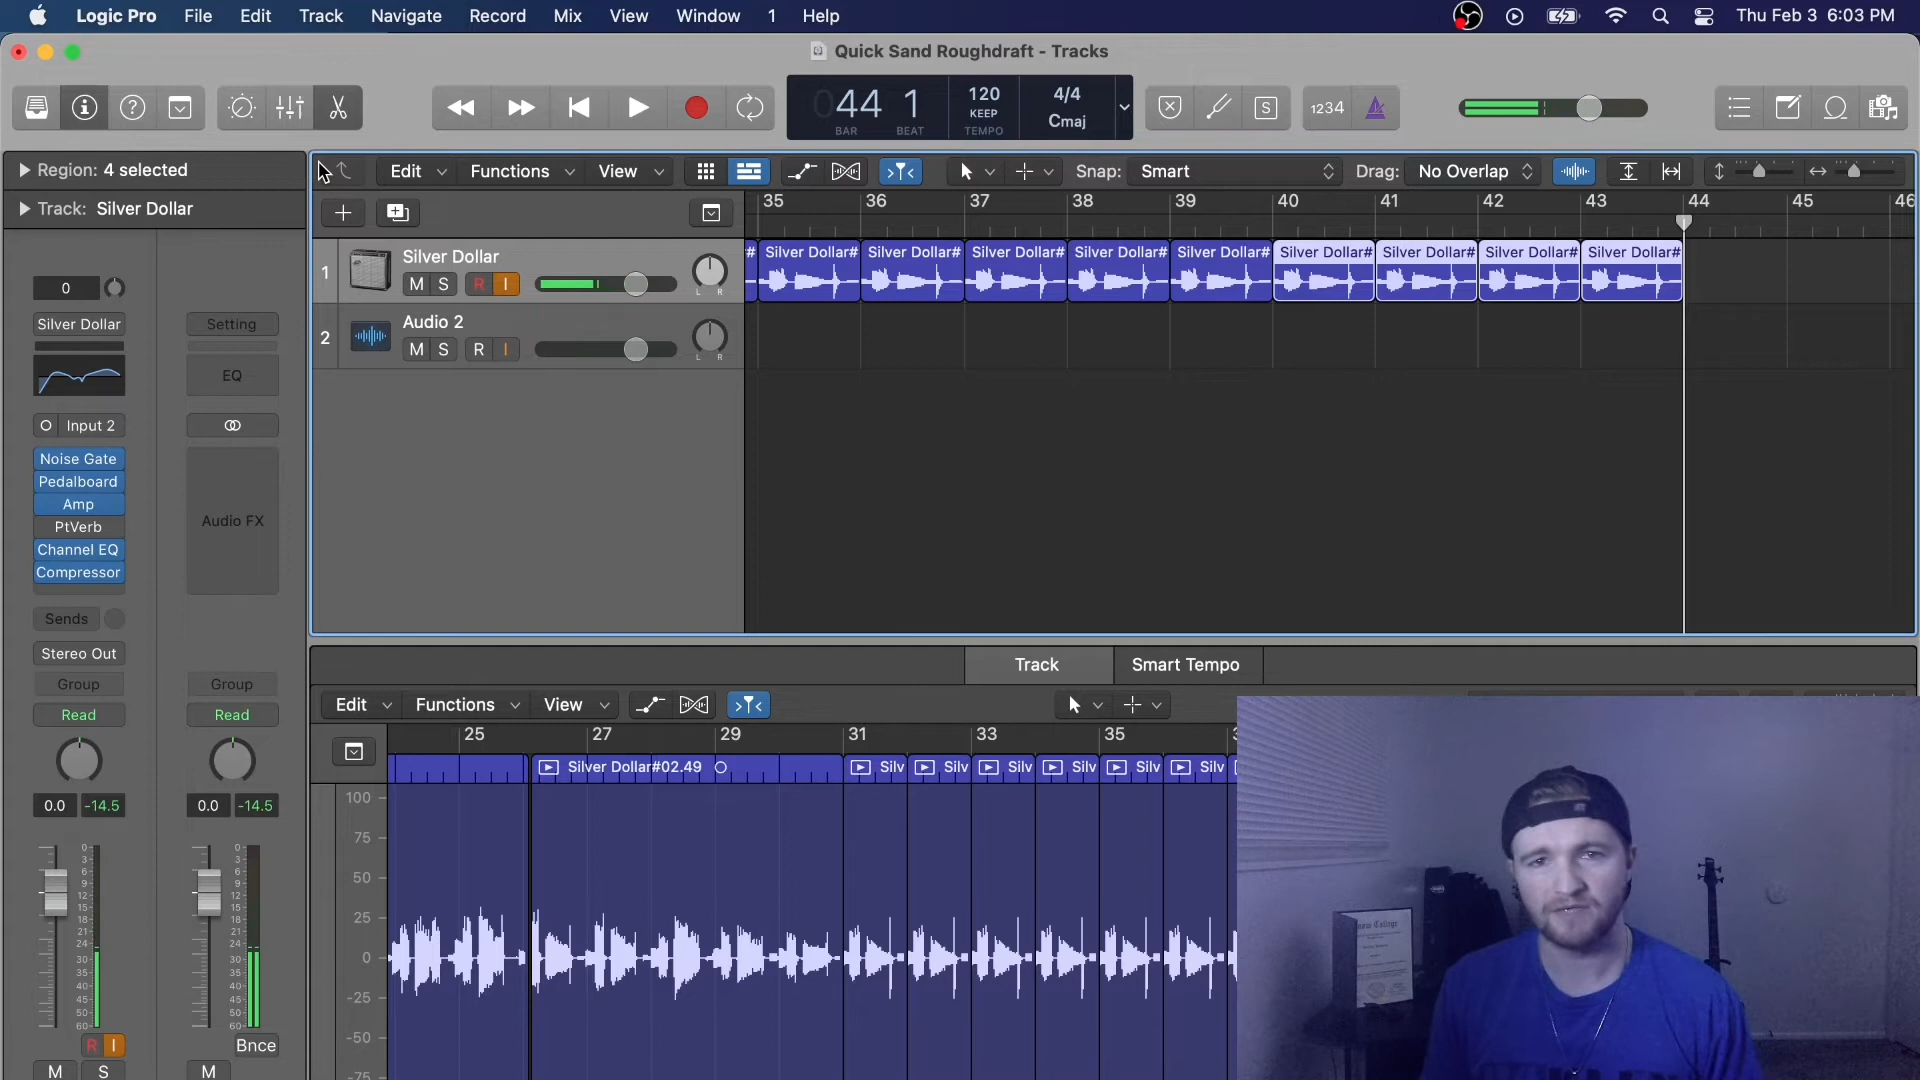 Logic Pro File Edit Track Navigate Record Mix View Window 1 Help Thu Feb 3 6:03 PM
Quick Sand Roughdraft - Tracks
44 1 120 4/4
KEEP Cmaj
BAR BEAT TEMPO
S 1234
Region: 4 selected
Edit Functions View Snap: Smart Drag: No Overlap
Track: Silver Dollar
35 36 37 38 39 40 41 42 43 44 45 46
1 Silver Dollar
M S R I
L R
Silver Dollar# Silver Dollar# Silver Dollar# Silver Dollar# Silver Dollar# Silver Dollar# Silver Dollar# Silver Dollar# Silver Dollar#
2 Audio 2
M S R I
L R
0
Silver Dollar Setting
EQ
Input 2
Noise Gate
Pedalboard
Amp
PtVerb
Channel EQ
Compressor
Audio FX
Sends
Stereo Out
Group Group
Read Read
0.0 -14.5 0.0 -14.5
0
3
6
9
12
15
18
21
24
30
35
40
45
50
60
0
3
6
9
12
15
18
21
24
30
35
40
45
50
60
R I Bnce
M S M
Track Smart Tempo
Edit Functions View
25 27 29 31 33 35
Silver Dollar#02.49 Silv Silv Silv Silv Silv Silv
100
75
50
25
0
-25
-50
-75